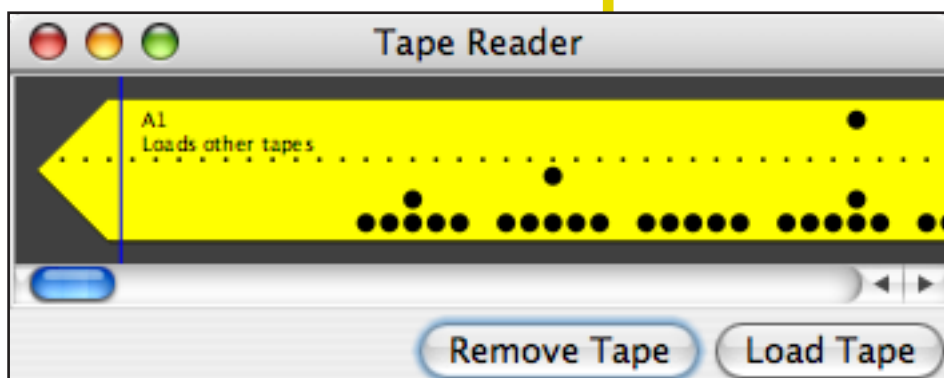 Tape Reader
A1
Loads other tapes
Remove Tape
Load Tape